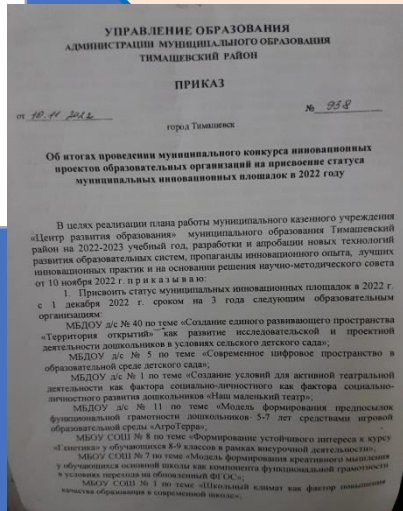 УПРАВЛЕНИЕ ОБРАЗОВАНИЯ
АДМИНИСТРАЦИИ МУНИЦИПАЛЬНОГО ОБРАЗОВАНИЯ
ТИМАШЕВСКИЙ РАЙОН
ПРИКАЗ
от 10.11 2022 № 938
город Тимашевск
Об итогах проведении муниципального конкурса инновационных
проектов образовательных организаций на присвоение статуса
муниципальных инновационных площадок в 2022 году
В целях реализации плана работы муниципального казенного учреждения
«Центр развития образования» муниципального образования Тимашевский
район на 2022-2023 учебный год, разработки и апробации новых технологий
развития образовательных систем, пропаганды инновационного опыта, лучших
инновационных практик и на основании решения научно-методического совета
от 10 ноября 2022 г. п р и к а з ы в а ю:
1. Присвоить статус муниципальных инновационных площадок в 2022 г.
с 1 декабря 2022 г. сроком на 3 года следующим образовательным
организациям:
МБДОУ д/с № 40 по теме «Создание единого развивающего пространства
«Территория открытий» как развитие исследовательской и проектной
деятельности дошкольников в условиях сельского детского сада»;
МБДОУ д/с № 5 по теме «Современное цифровое пространство в
образовательной среде детского сада»;
МБДОУ д/с № 1 по теме «Создание условий для активной театральной
деятельности как фактора социально-личностного как фактора социально-
личностного развития дошкольников «Наш маленький театр»,
МБДОУ д/с № 11 по теме «Модель формирования предпосылок
функциональной грамотности дошкольников 5-7 лет средствами игровой
образовательной среды «АгроТерра»,
МБОУ СОШ № 8 по теме «Формирование устойчивого интереса к курсу
«Генетика» у обучающихся 8-9 классов в рамках внеурочной деятельности»;
МБОУ СОШ № 7 по теме «Модель формирования креативного мышления
у обучающихся основной школы как компонента функциональной грамотности
в условиях перехода на обновленный ФГОС»;
МБОУ СОШ № 1 по теме «Школьный климат как фактор повышения
качества образования в современной школе»;